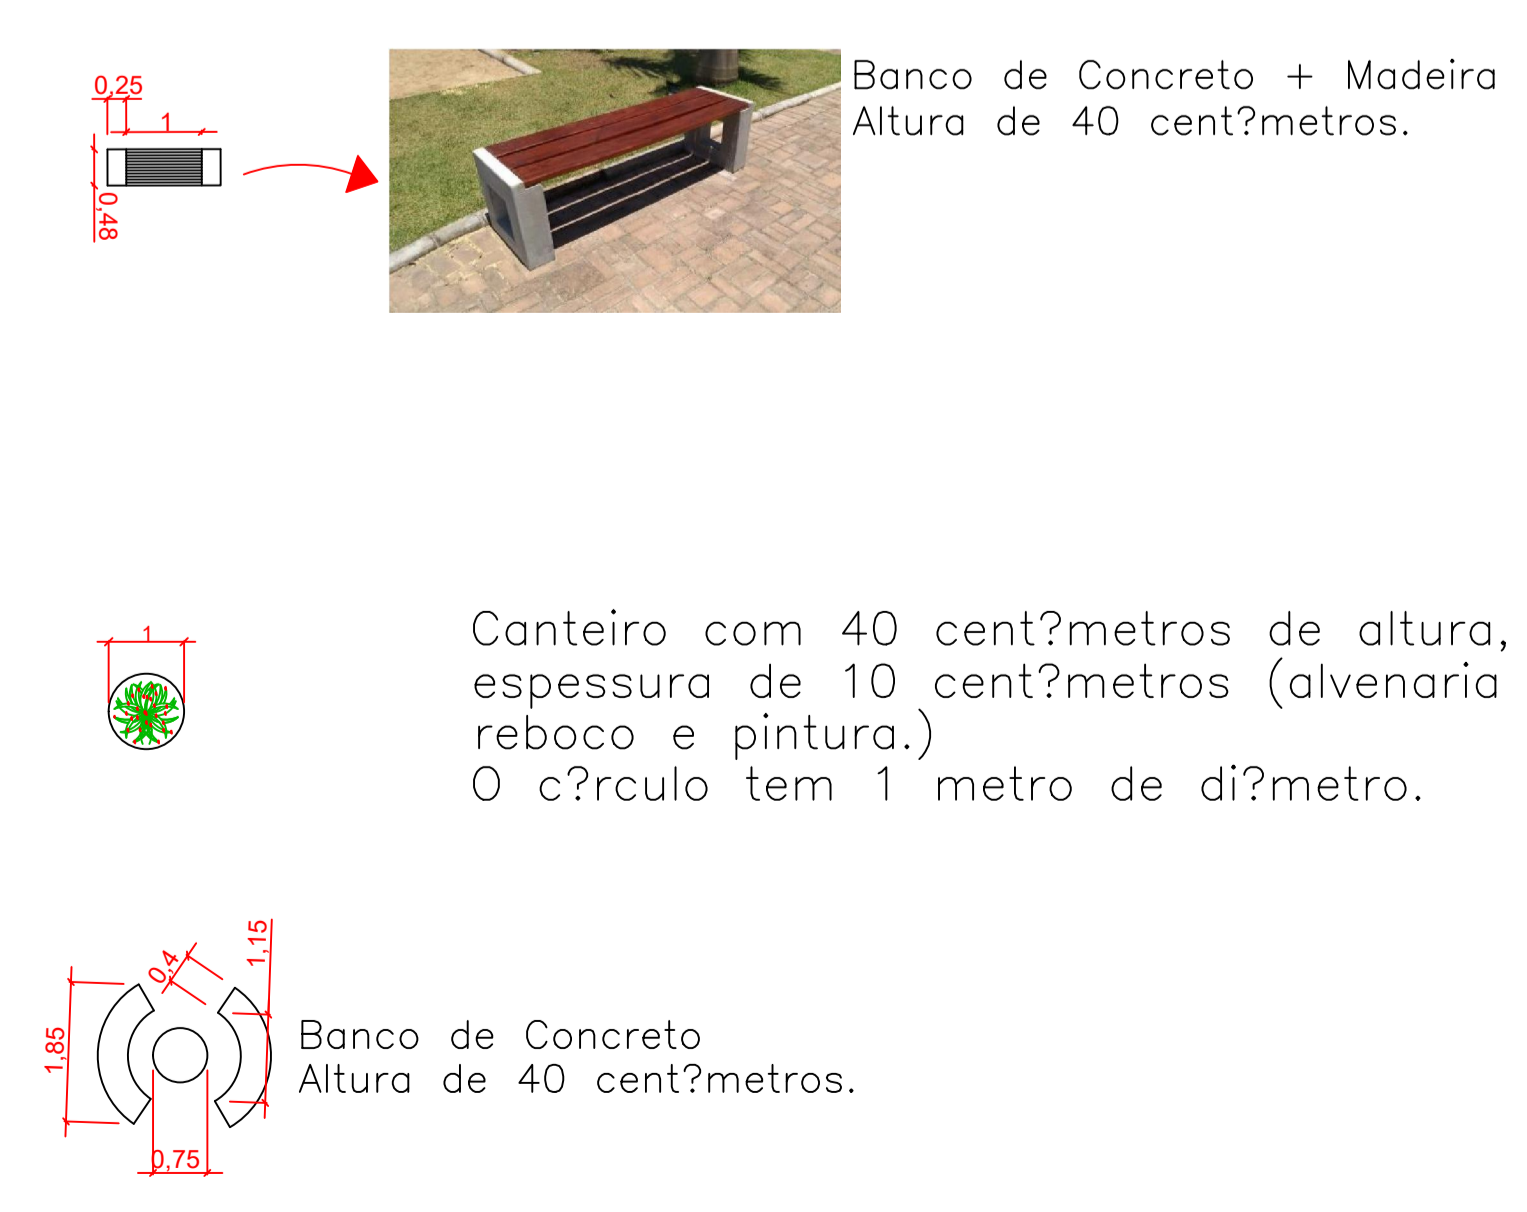 0,25
1
0,48
Banco de Concreto + Madeira
Altura de 40 cent?metros.
1
Canteiro com 40 cent?metros de altura,
espessura de 10 cent?metros (alvenaria
reboco e pintura.)
O c?rculo tem 1 metro de di?metro.
1,15
0,4
1,85
Banco de Concreto
Altura de 40 cent?metros.
0,75